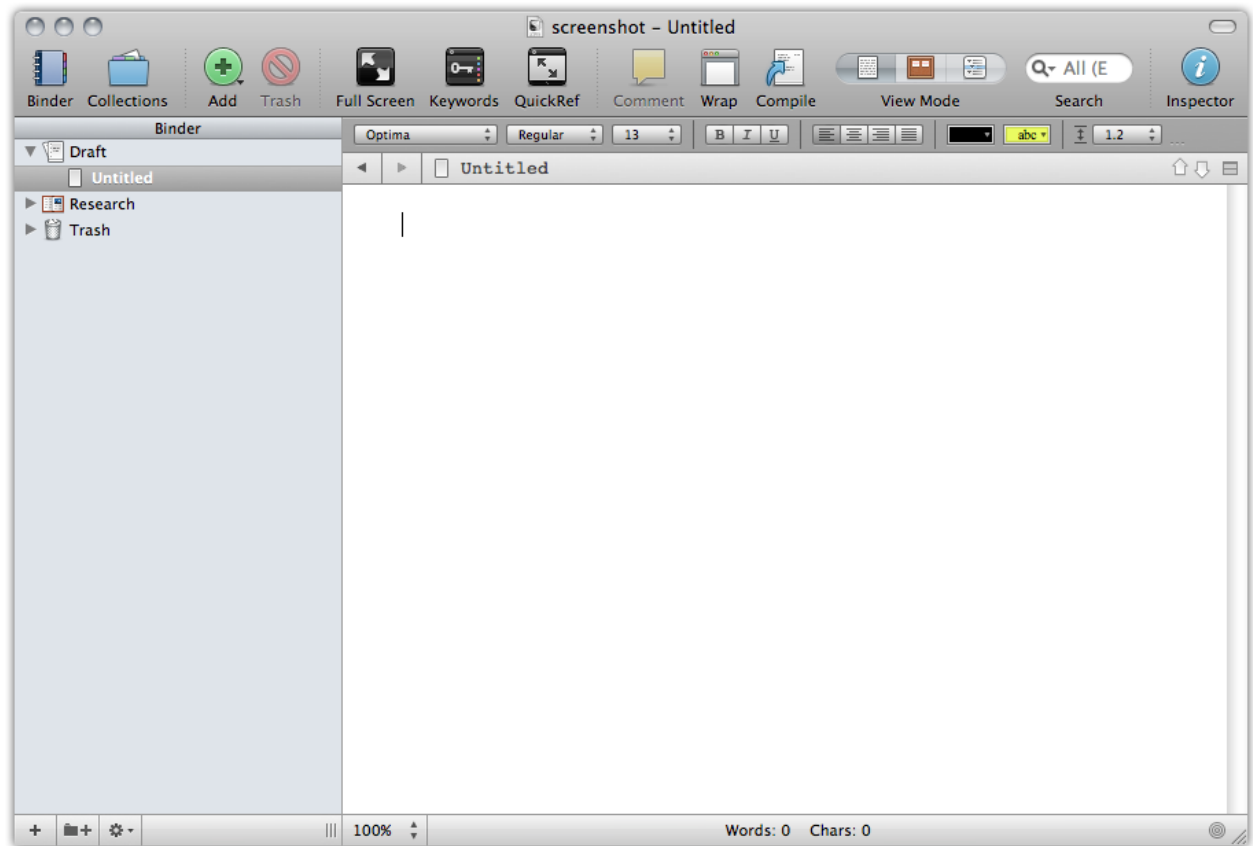 screenshot – Untitled
Binder Collections Add Trash Full Screen Keywords QuickRef Comment Wrap Compile View Mode Search Inspector
All (E
Binder
Optima Regular 13 B I U abc 1.2 ...
Draft
Untitled
Untitled
Research
Trash
100% Words: 0 Chars: 0